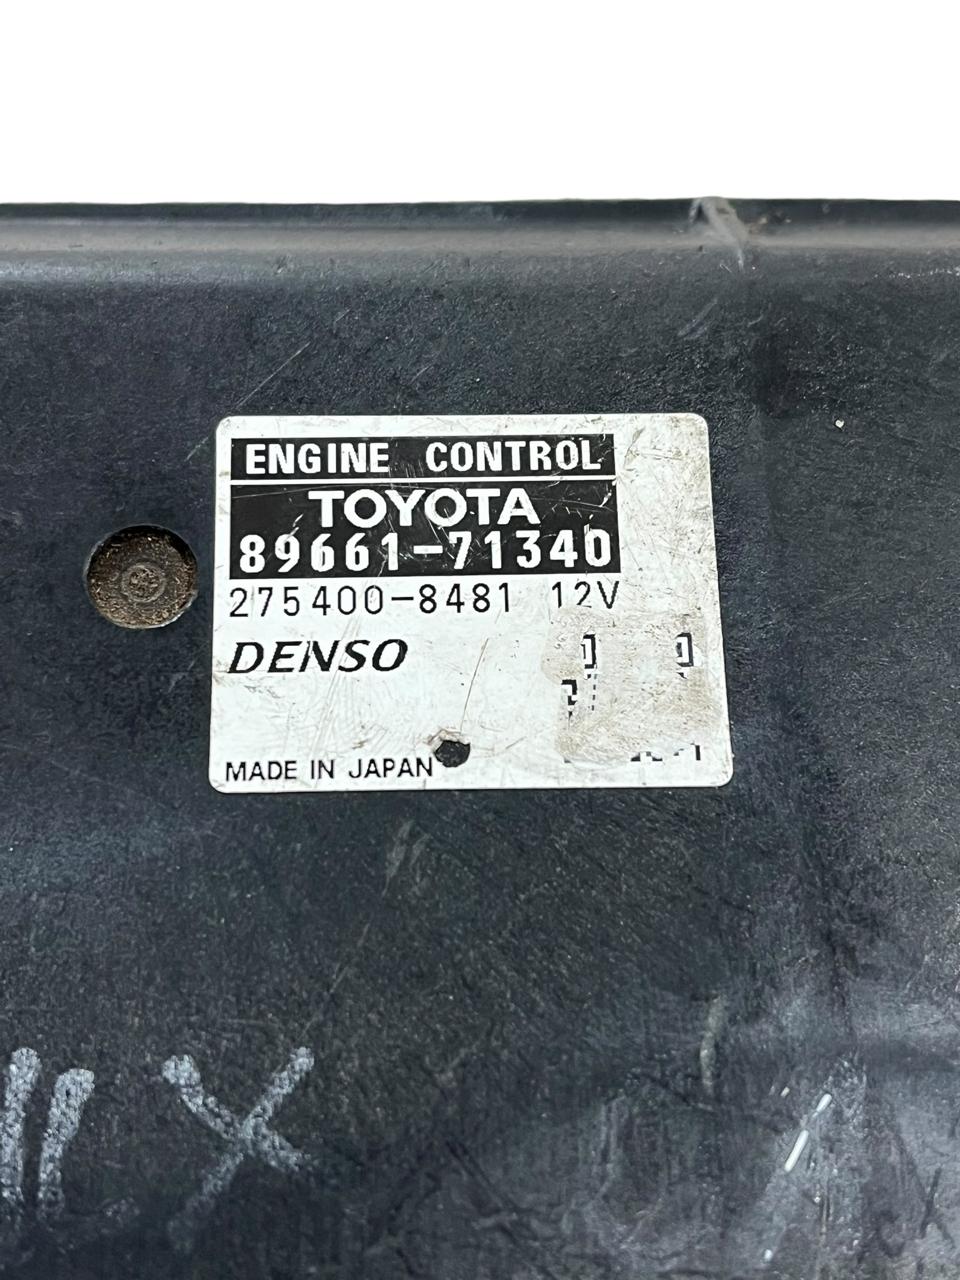 ENGINE CONTROL
TOYOTA
89661-71340
275400-8481 12V
DENSO
MADE IN JAPAN